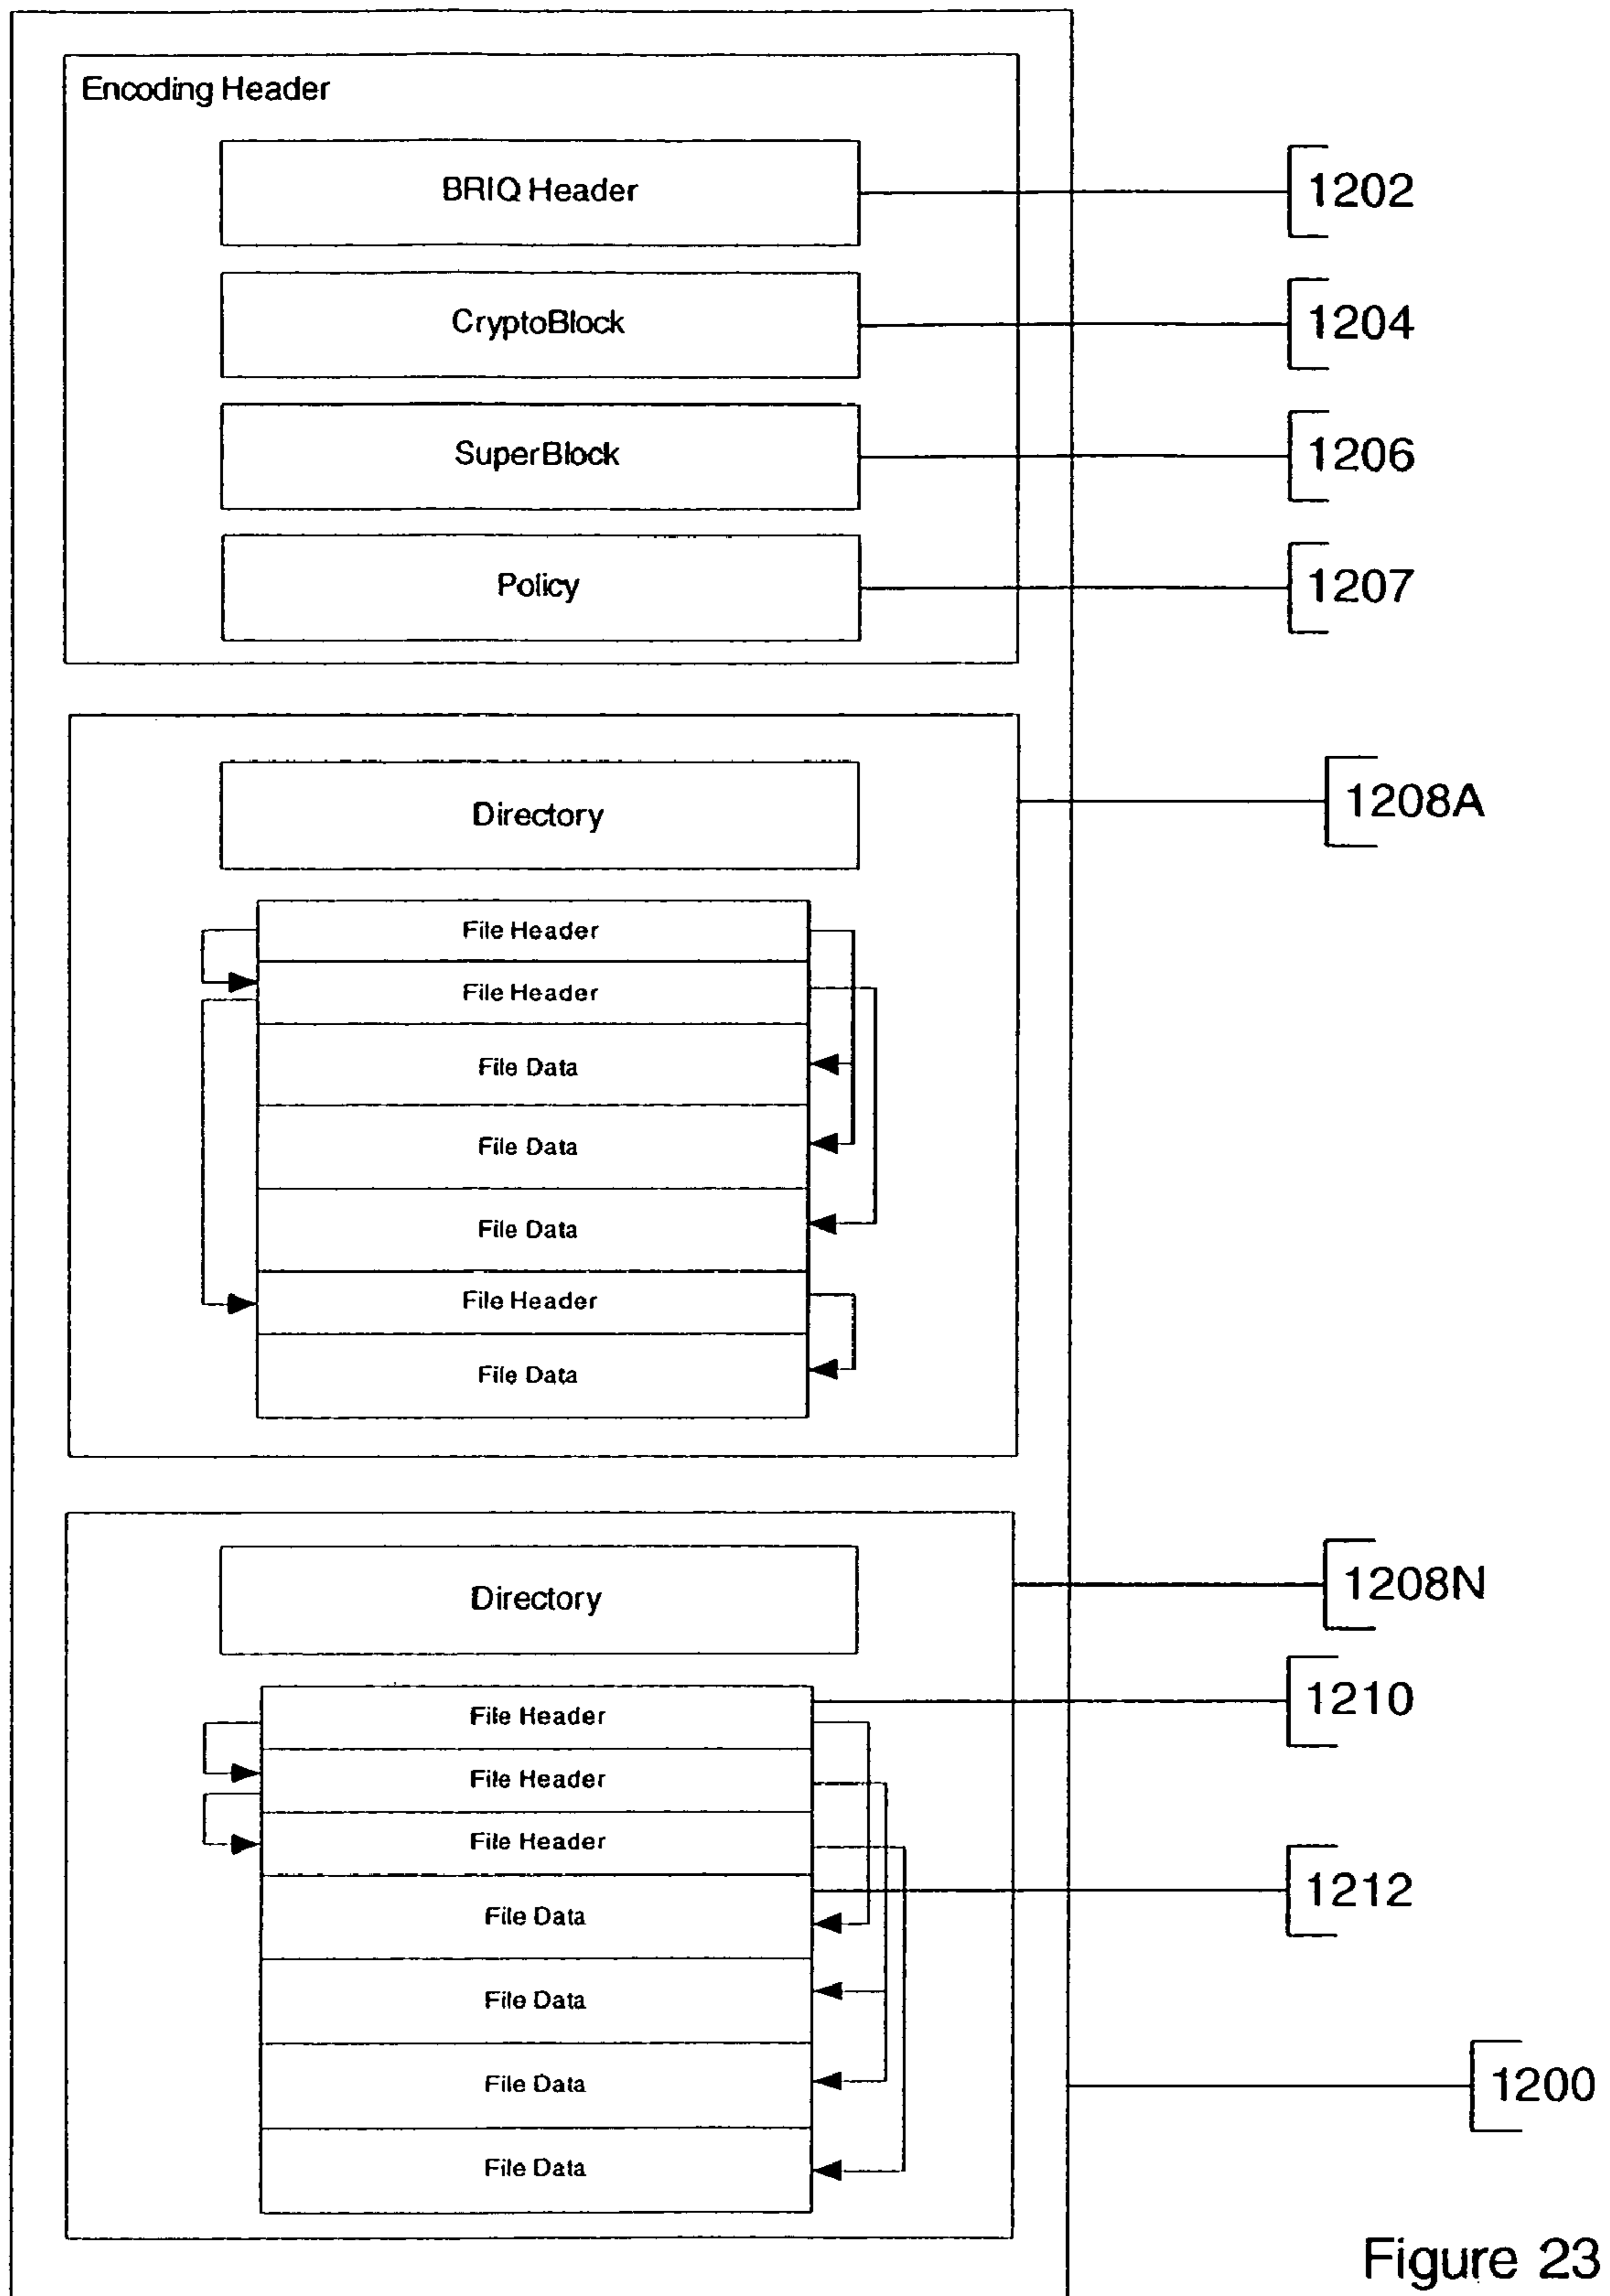 Encoding Header
BRIQ Header
1202
CryptoBlock
1204
SuperBlock
1206
Policy
1207
Directory
1208A
File Header
File Header
File Data
File Data
File Data
File Header
File Data
Directory
1208N
File Header
1210
File Header
File Header
File Data
1212
File Data
File Data
File Data
1200
Figure 23